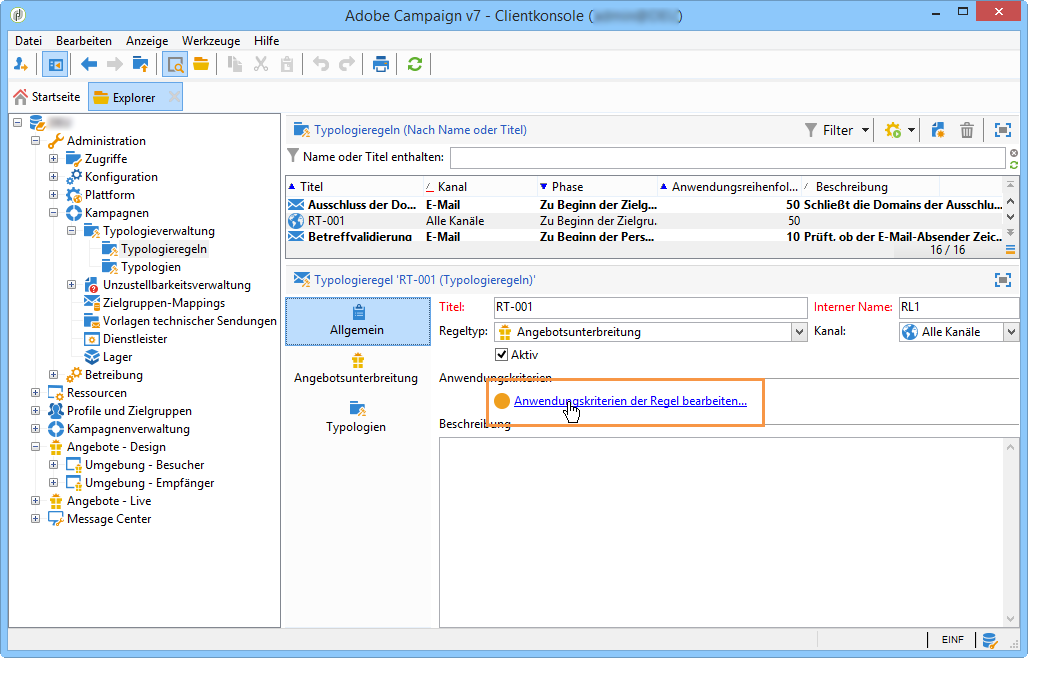 Adobe Campaign v7 - Clientkonsole ( )
Datei Bearbeiten Anzeige Werkzeuge Hilfe
Startseite Explorer
Administration
Zugriffe
Konfiguration
Plattform
Kampagnen
Typologieverwaltung
Typologieregeln
Typologien
Unzustellbarkeitsverwaltung
Zielgruppen-Mappings
Vorlagen technischer Sendungen
Dienstleister
Lager
Betreibung
Ressourcen
Profile und Zielgruppen
Kampagnenverwaltung
Angebote - Design
Umgebung - Besucher
Umgebung - Empfänger
Angebote - Live
Message Center
Typologieregeln (Nach Name oder Titel) Filter
Name oder Titel enthalten:
Titel Kanal Phase Anwendungsreihenfol... Beschreibung
Ausschluss der Do... E-Mail Zu Beginn der Zielg... 50 Schließt die Domains der Ausschlu...
RT-001 Alle Kanäle Zu Beginn der Zielgru. 50
Betreffvalidierung E-Mail Zu Beginn der Pers... 10 Prüft. ob der E-Mail-Absender Zeic...
16 / 16
Typologieregel 'RT-001 (Typologieregeln)'
Allgemein
Angebotsunterbreitung
Typologien
Titel: RT-001 Interner Name: RL1
Regeltyp: Angebotsunterbreitung Kanal: Alle Kanäle
Aktiv
Anwendungskriterien
Anwendungskriterien der Regel bearbeiten...
Beschreibung
EINF